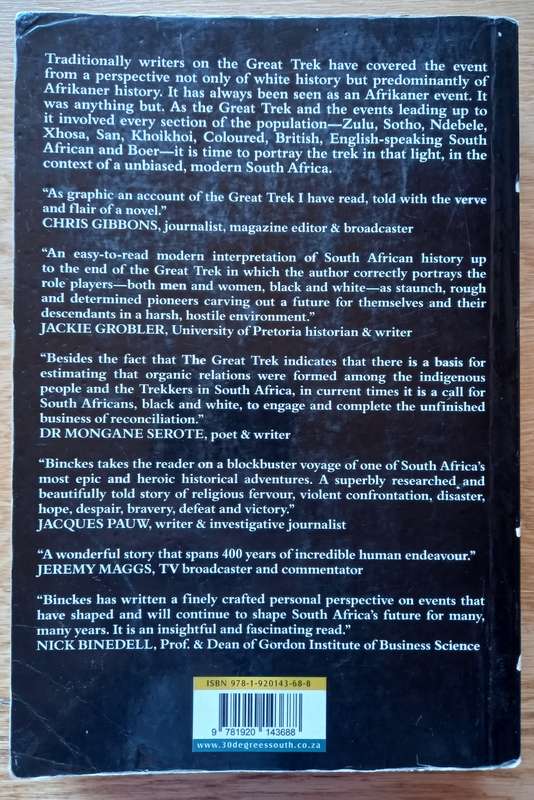 Traditionally writers on the Great Trek have covered the event
from a perspective not only of white history but predominantly of
Afrikaner history. It has always been seen as an Afrikaner event. It
was anything but. As the Great Trek and the events leading up to
it involved every section of the population—Zulu, Sotho, Ndebele,
Xhosa, San, Khoikhoi, Coloured, British, English-speaking South
African and Boer—it is time to portray the trek in that light, in the
context of a unbiased, modern South Africa.
“As graphic an account of the Great Trek I have read, told with the verve
and flair of a novel.”
CHRIS GIBBONS, journalist, magazine editor & broadcaster
“An easy-to-read modern interpretation of South African history up
to the end of the Great Trek in which the author correctly portrays the
role players—both men and women, black and white—as staunch, rough
and determined pioneers carving out a future for themselves and their
descendants in a harsh, hostile environment.”
JACKIE GROBLER, University of Pretoria historian & writer
“Besides the fact that The Great Trek indicates that there is a basis for
estimating that organic relations were formed among the indigenous
people and the Trekkers in South Africa, in current times it is a call for
South Africans, black and white, to engage and complete the unfinished
business of reconciliation.”
DR MONGANE SEROTE, poet & writer
“Binckes takes the reader on a blockbuster voyage of one of South Africa’s
most epic and heroic historical adventures. A superbly researched and
beautifully told story of religious fervour, violent confrontation, disaster,
hope, despair, bravery, defeat and victory.”
JACQUES PAUW, writer & investigative journalist
“A wonderful story that spans 400 years of incredible human endeavour.”
JEREMY MAGGS, TV broadcaster and commentator
“Binckes has written a finely crafted personal perspective on events that
have shaped and will continue to shape South Africa’s future for many,
many years. It is an insightful and fascinating read.”
NICK BINEDELL, Prof. & Dean of Gordon Institute of Business Science
ISBN 978-1-920143-68-8
9 781920 143688
www.30degreessouth.co.za